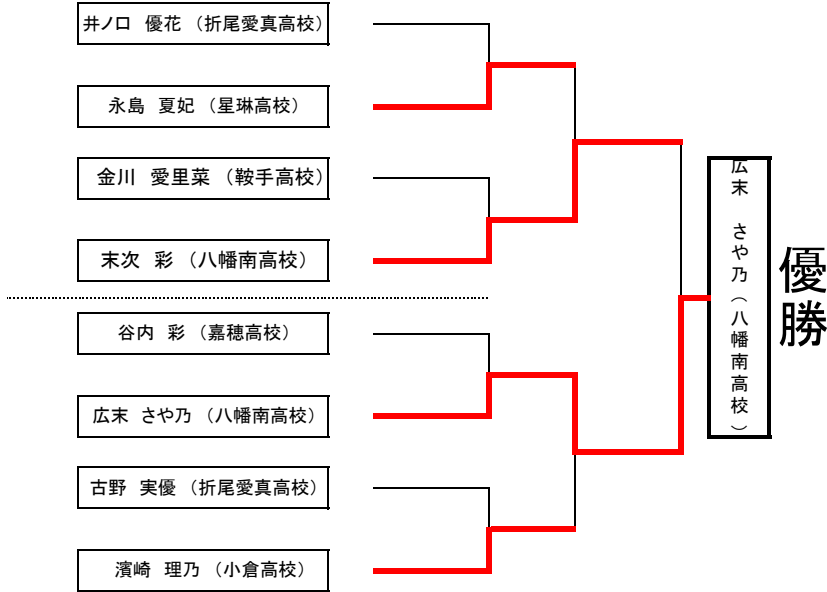 井ノ口　優花　（折尾愛真高校）
永島　夏妃　（星琳高校）
金川　愛里菜　（鞍手高校）
末次　彩　（八幡南高校）
谷内　彩　（嘉穂高校）
広末　さや乃　（八幡南高校）
古野　実優　（折尾愛真高校）
濱崎　理乃　（小倉高校）
広末　さや乃（八幡南高校）
優勝